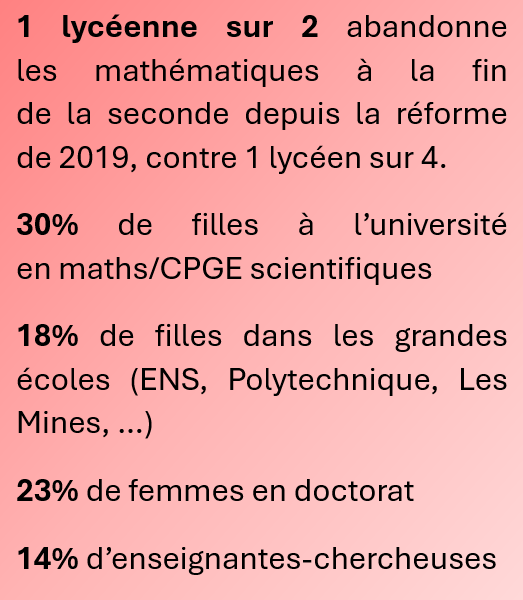 1 lycéenne sur 2 abandonne
les mathématiques à la fin
de la seconde depuis la réforme
de 2019, contre 1 lycéen sur 4.
30% de filles à l’université
en maths/CPGE scientifiques
18% de filles dans les grandes
écoles (ENS, Polytechnique, Les
Mines, ...)
23% de femmes en doctorat
14% d’enseignantes-chercheuses